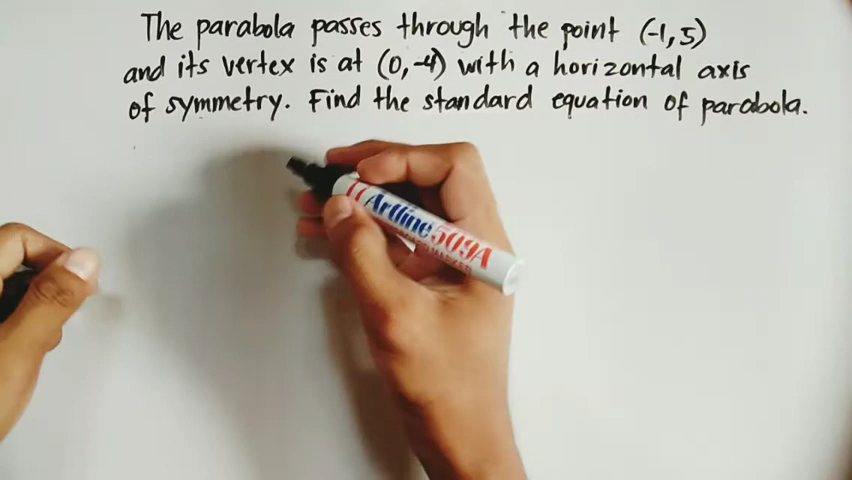 The parabola passes through the point (-1,5)
and its vertex is at (0,-4) with a horizontal axis
of symmetry. Find the standard equation of parabola.
Artline 509A